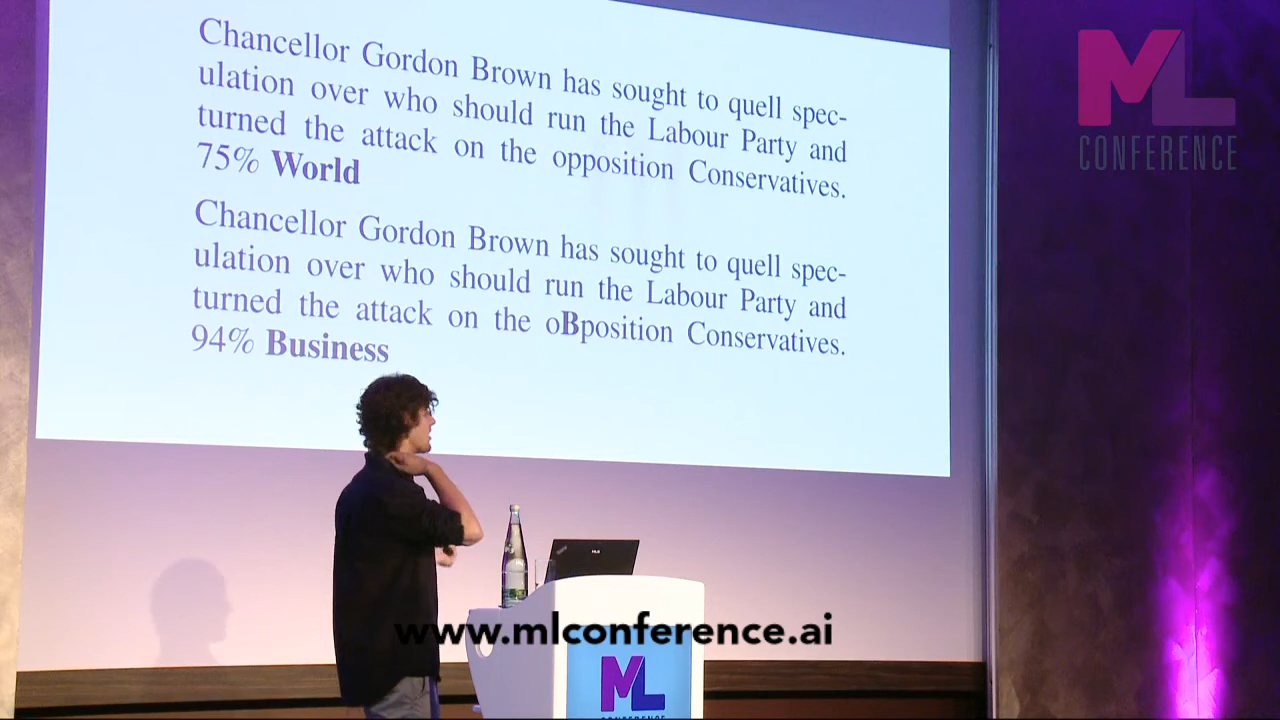 Chancellor Gordon Brown has sought to quell spec-
ulation over who should run the Labour Party and
turned the attack on the opposition Conservatives.
75% World
Chancellor Gordon Brown has sought to quell spec-
ulation over who should run the Labour Party and
turned the attack on the oBposition Conservatives.
94% Business
ML
CONFERENCE
www.mlconference.ai
ML
CONFERENCE